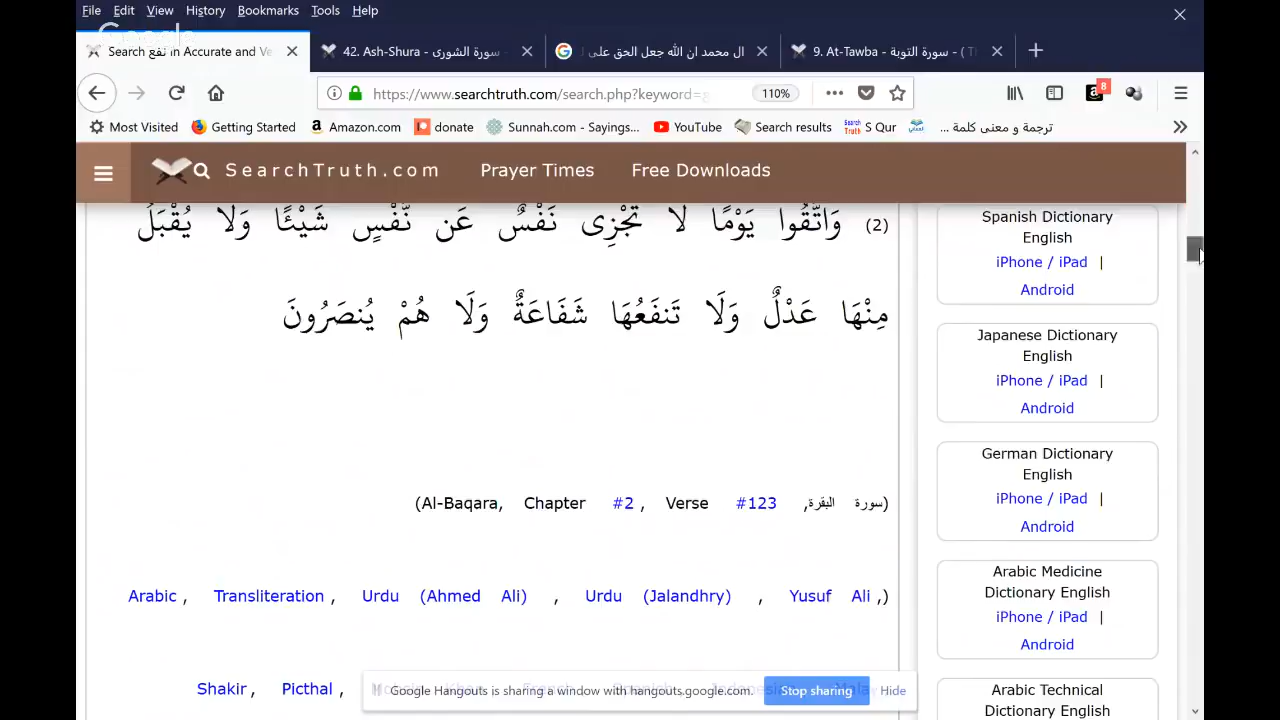 File Edit View History Bookmarks Tools Help
Google
Search نفع in Accurate and Ve
42. Ash-Shura - سورة الشورى -
ال محمد ان الله جعل الحق على
9. At-Tawba - سورة التوبة - ( T
https://www.searchtruth.com/search.php?keyword=
110%
8
Most Visited Getting Started Amazon.com donate Sunnah.com - Sayings... YouTube Search results S Qur ترجمة و معنى كلمة ...
SearchTruth.com Prayer Times Free Downloads
(2) وَاتَّقُوا يَوْمًا لَا تَجْزِى نَفْسٌ عَن نَّفْسٍ شَيْئًا وَلَا يُقْبَلُ
مِنْهَا عَدْلٌ وَلَا تَنفَعُهَا شَفَاعَةٌ وَلَا هُمْ يُنصَرُونَ
(Al-Baqara, Chapter #2, Verse #123 ,سورة البقرة)
Arabic, Transliteration, Urdu (Ahmed Ali) , Urdu (Jalandhry) , Yusuf Ali,)
Shakir, Picthal,
Google Hangouts is sharing a window with hangouts.google.com. Stop sharing Hide
Spanish Dictionary
English
iPhone / iPad |
Android
Japanese Dictionary
English
iPhone / iPad |
Android
German Dictionary
English
iPhone / iPad |
Android
Arabic Medicine
Dictionary English
iPhone / iPad |
Android
Arabic Technical
Dictionary English